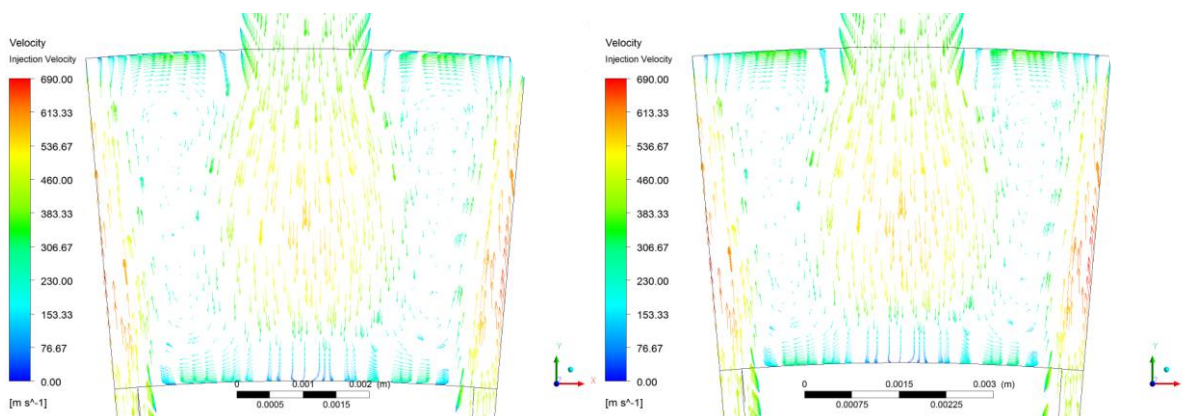 Velocity
Injection Velocity
690.00
613.33
536.67
460.00
383.33
306.67
230.00
153.33
76.67
0.00
[m s^-1]
0 0.001 0.002 (m)
0.0005 0.0015
Y
X
Velocity
Injection Velocity
690.00
613.33
536.67
460.00
383.33
306.67
230.00
153.33
76.67
0.00
[m s^-1]
0 0.0015 0.003 (m)
0.00075 0.00225
Y
X